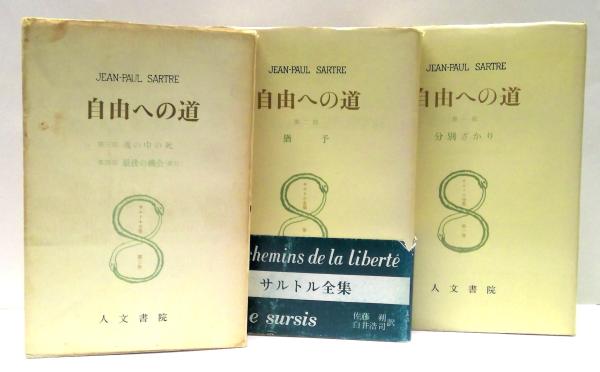 JEAN-PAUL SARTRE
自由への道
第三部 魂の中の死
第四部 最後の機会
人文書院
JEAN-PAUL SARTRE
自由への道
第二部
猶予
chemins de la liberté
サルトル全集
e sursis
佐藤 朔
白井浩司 訳
JEAN-PAUL SARTRE
自由への道
第一部
分別ざかり
人文書院